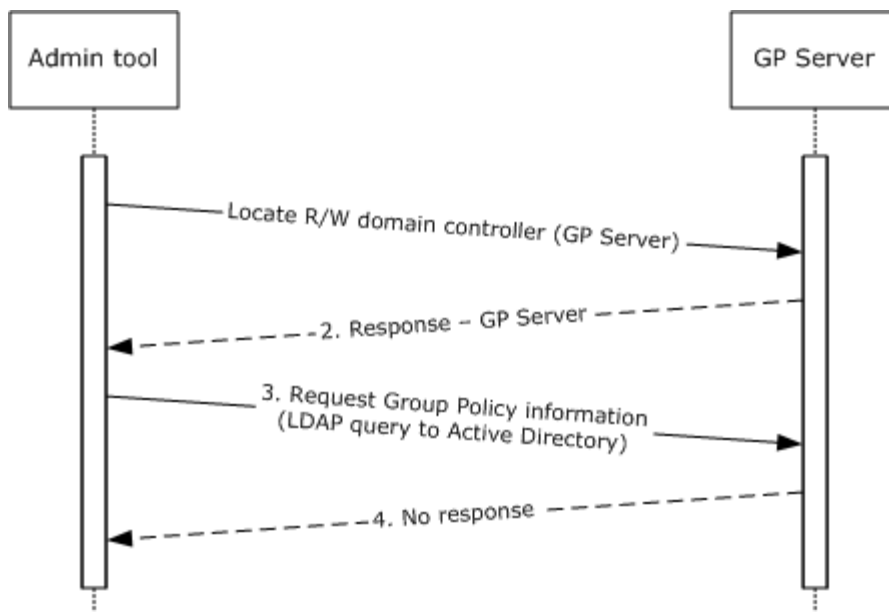 Admin tool
GP Server
Locate R/W domain controller (GP Server)
2. Response – GP Server
3. Request Group Policy information
(LDAP query to Active Directory)
4. No response